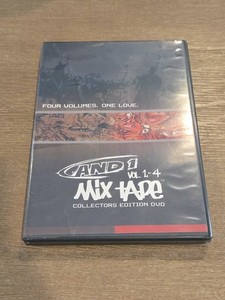 FOUR VOLUMES. ONE LOVE.
AND 1
VOL 1.-4
MIX TAPE
COLLECTORS EDITION DVD